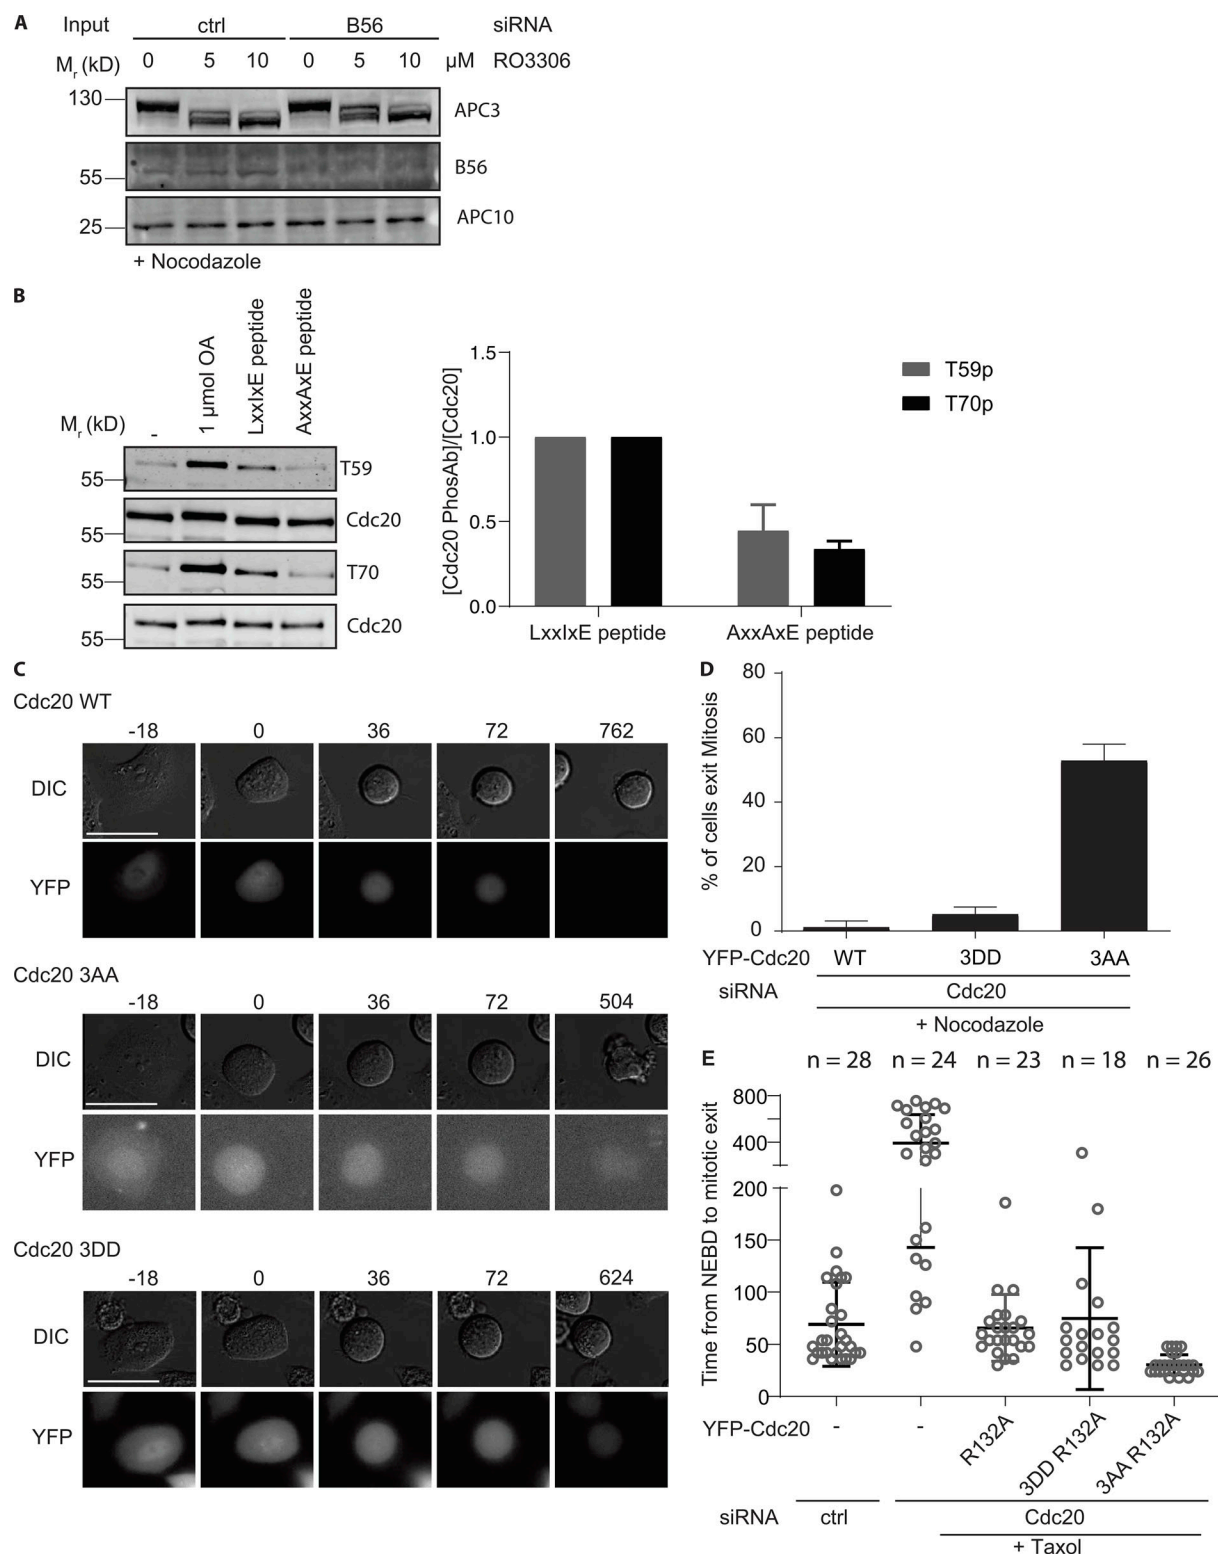 A Input ctrl B56 siRNA
Mr (kD) 0 5 10 0 5 10 µM RO3306
130 APC3
55 B56
25 APC10
+ Nocodazole
B
Mr (kD) - 1 µmol OA LxxIxE peptide AxxAxE peptide
55 T59
55 Cdc20
55 T70
55 Cdc20
[Cdc20 PhosAb]/[Cdc20]
1.5
1.0
0.5
0.0
LxxIxE peptide AxxAxE peptide
T59p
T70p
C
Cdc20 WT
-18 0 36 72 762
DIC
YFP
Cdc20 3AA
-18 0 36 72 504
DIC
YFP
Cdc20 3DD
-18 0 36 72 624
DIC
YFP
D
% of cells exit Mitosis
80
60
40
20
0
YFP-Cdc20 WT 3DD 3AA
siRNA Cdc20
+ Nocodazole
E n = 28 n = 24 n = 23 n = 18 n = 26
Time from NEBD to mitotic exit
800
400
200
150
100
50
0
YFP-Cdc20 - - R132A 3DD R132A 3AA R132A
siRNA ctrl Cdc20
+ Taxol